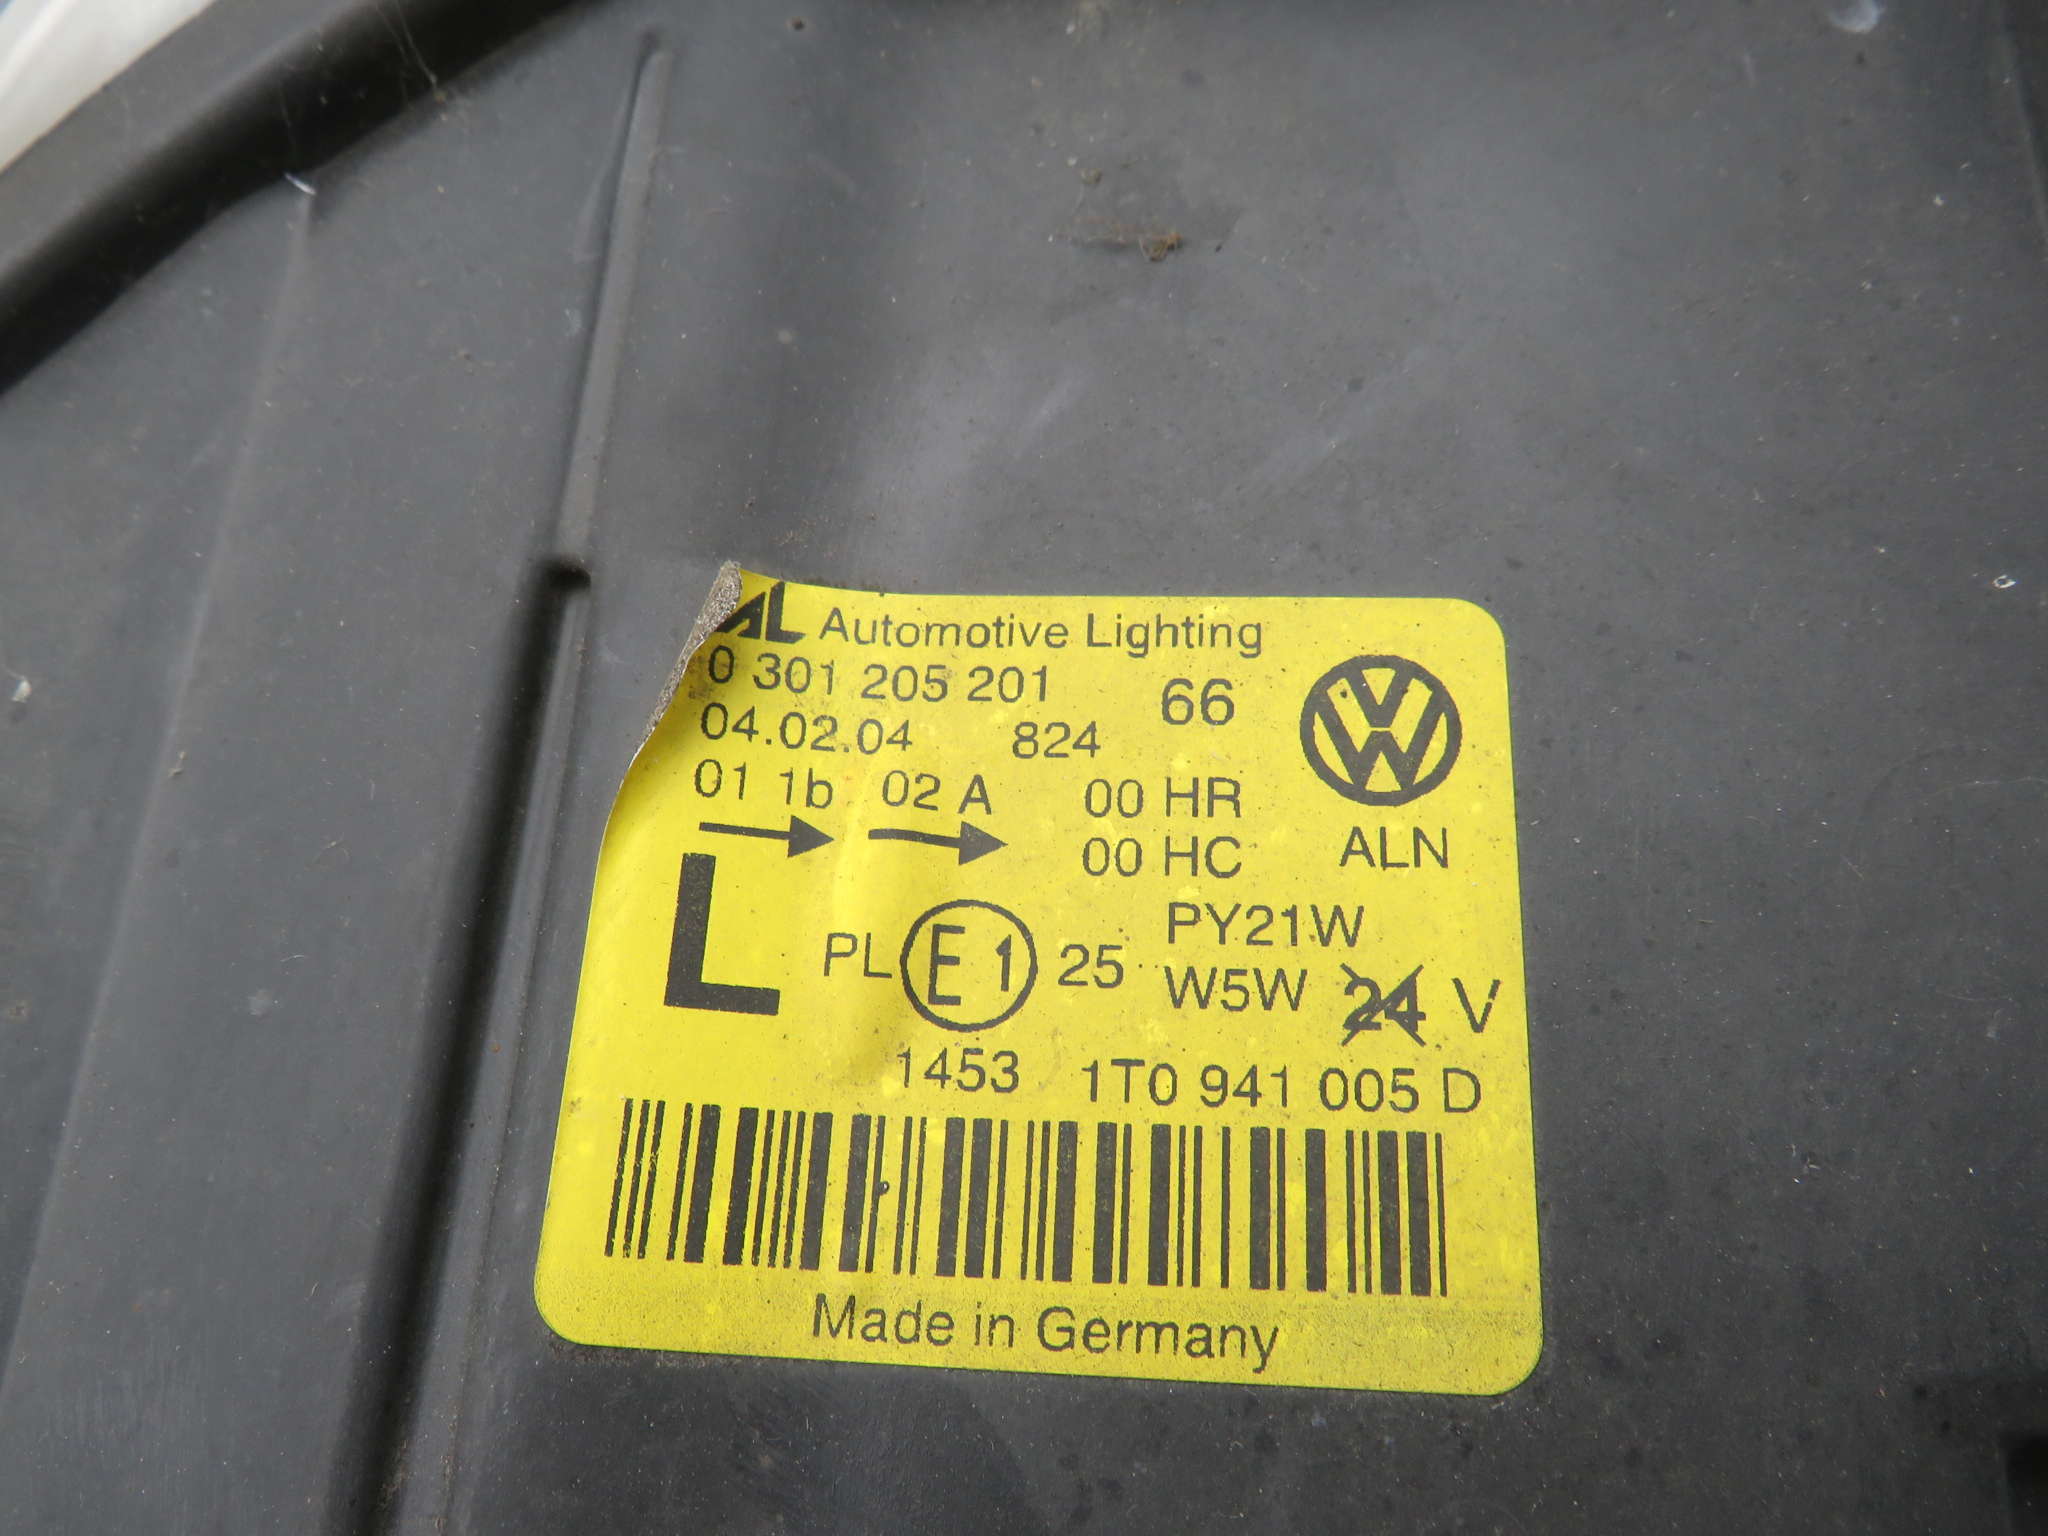 AL Automotive Lighting
0 301 205 201 66
04.02.04 824
01 1b 02 A 00 HR
00 HC ALN
L PL E1 25 PY21W
W5W 24 V
1453 1T0 941 005 D
Made in Germany